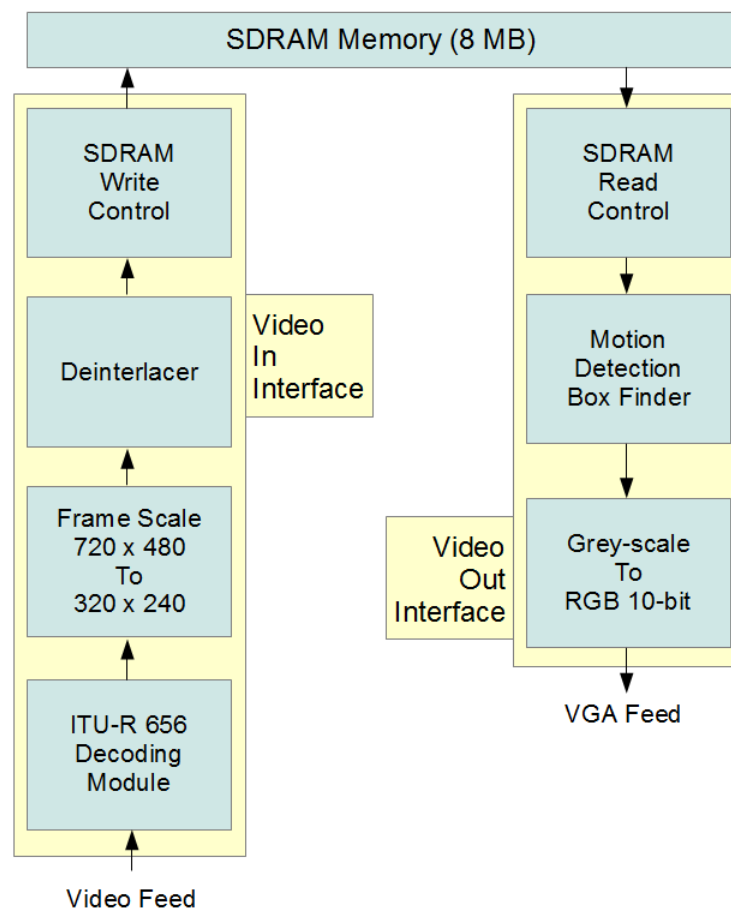 SDRAM Memory (8 MB)
SDRAM
Write
Control
Deinterlacer
Video
In
Interface
Frame Scale
720 x 480
To
320 x 240
ITU-R 656
Decoding
Module
Video Feed
SDRAM
Read
Control
Motion
Detection
Box Finder
Video
Out
Interface
Grey-scale
To
RGB 10-bit
VGA Feed